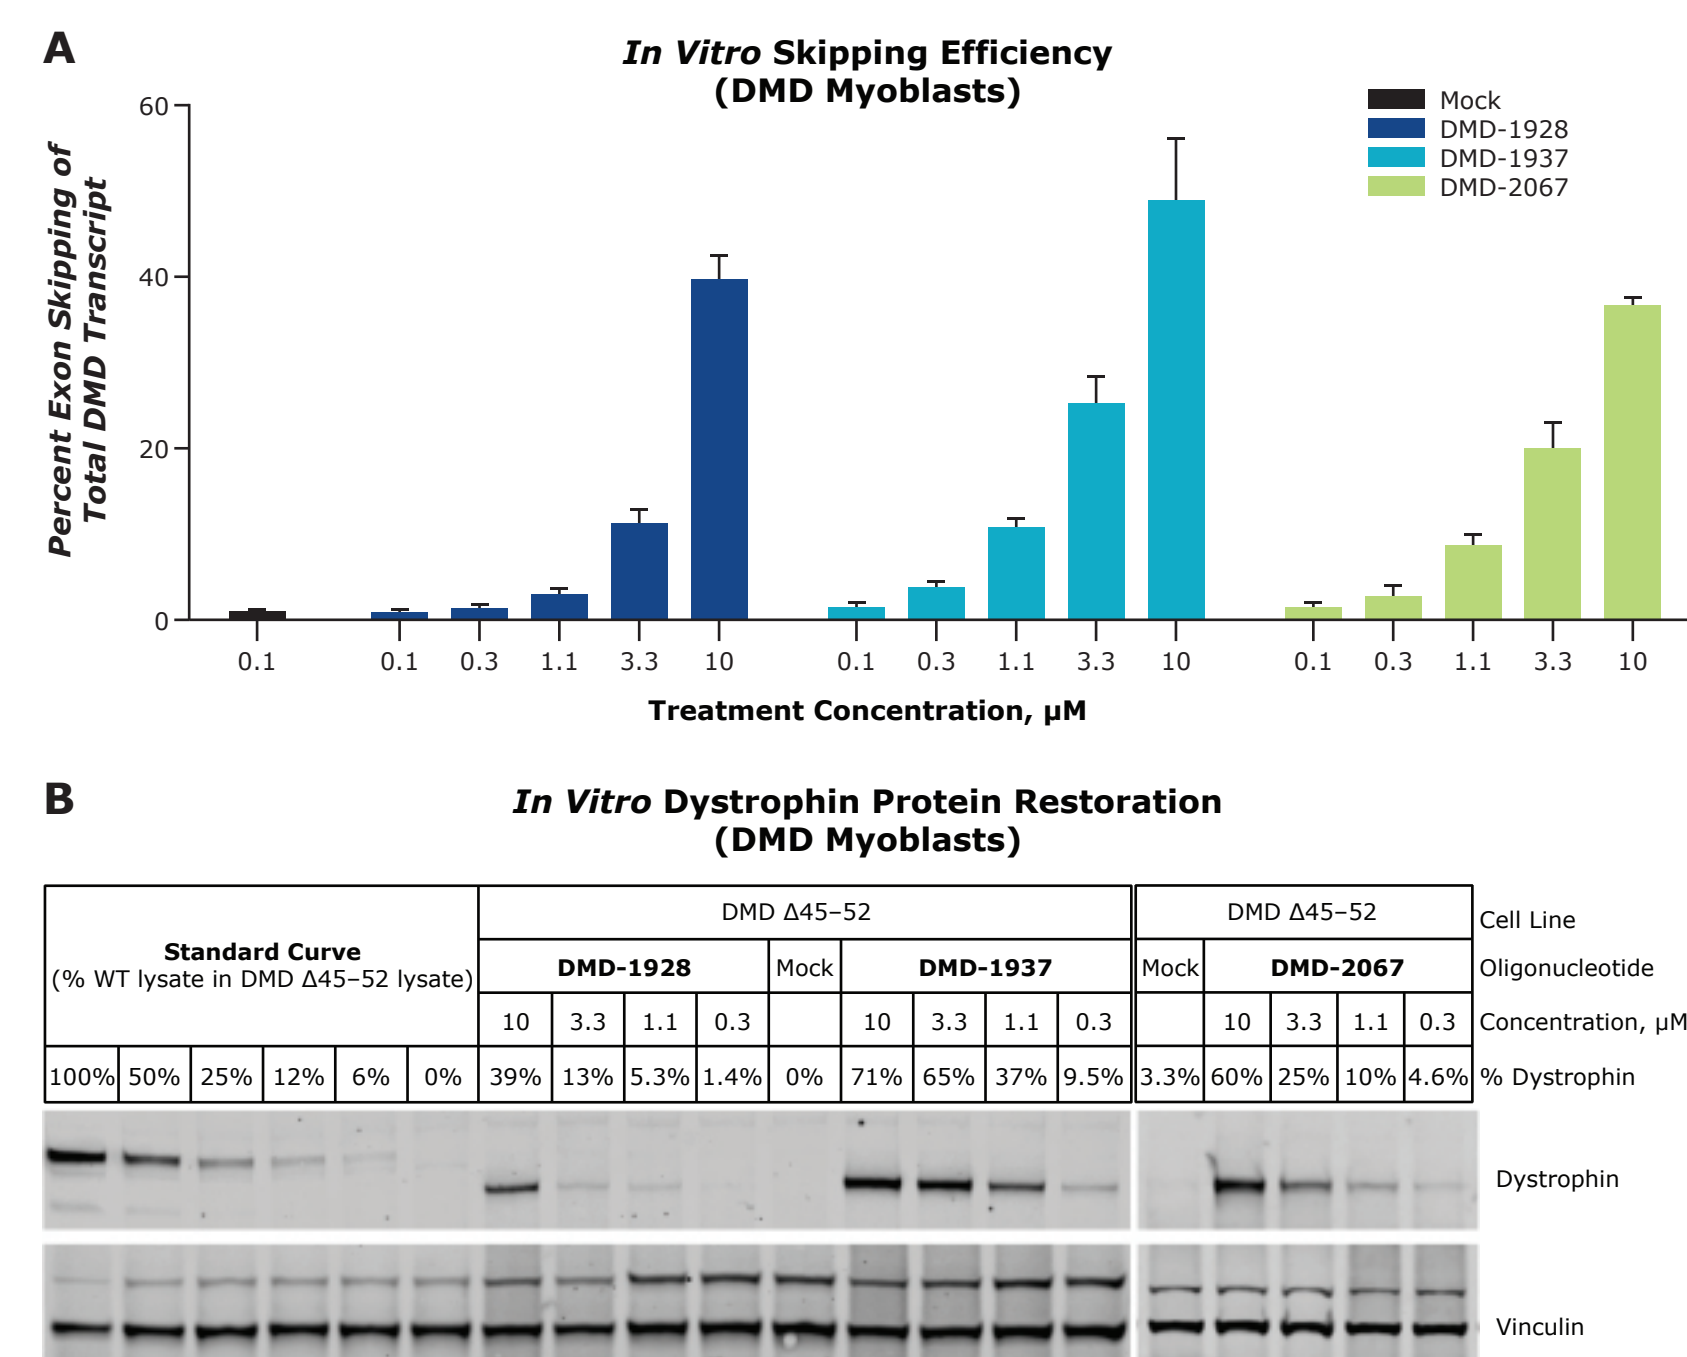 A
In Vitro Skipping Efficiency
(DMD Myoblasts)
Percent Exon Skipping of
Total DMD Transcript
60
40
20
0
Mock
DMD-1928
DMD-1937
DMD-2067
0.1 0.1 0.3 1.1 3.3 10 0.1 0.3 1.1 3.3 10 0.1 0.3 1.1 3.3 10
Treatment Concentration, µM
B
In Vitro Dystrophin Protein Restoration
(DMD Myoblasts)
Standard Curve
(% WT lysate in DMD Δ45–52 lysate)
DMD Δ45–52 DMD Δ45–52 Cell Line
DMD-1928 Mock DMD-1937 Mock DMD-2067 Oligonucleotide
10 3.3 1.1 0.3 10 3.3 1.1 0.3 10 3.3 1.1 0.3 Concentration, µM
100% 50% 25% 12% 6% 0% 39% 13% 5.3% 1.4% 0% 71% 65% 37% 9.5% 3.3% 60% 25% 10% 4.6% % Dystrophin
Dystrophin
Vinculin